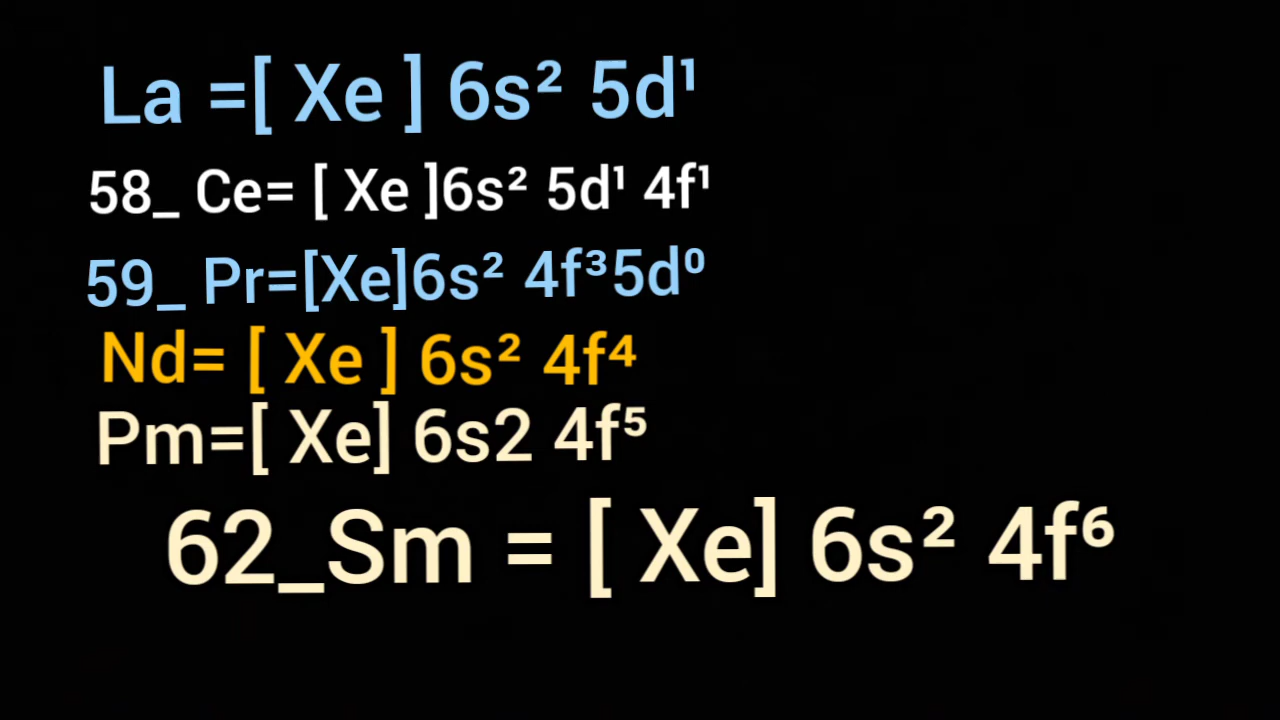 La =[ Xe ] 6s² 5d¹
58_ Ce= [ Xe ]6s² 5d¹ 4f¹
59_ Pr=[Xe]6s² 4f³5d⁰
Nd= [ Xe ] 6s² 4f⁴
Pm=[ Xe] 6s2 4f⁵
62_Sm = [ Xe] 6s² 4f⁶